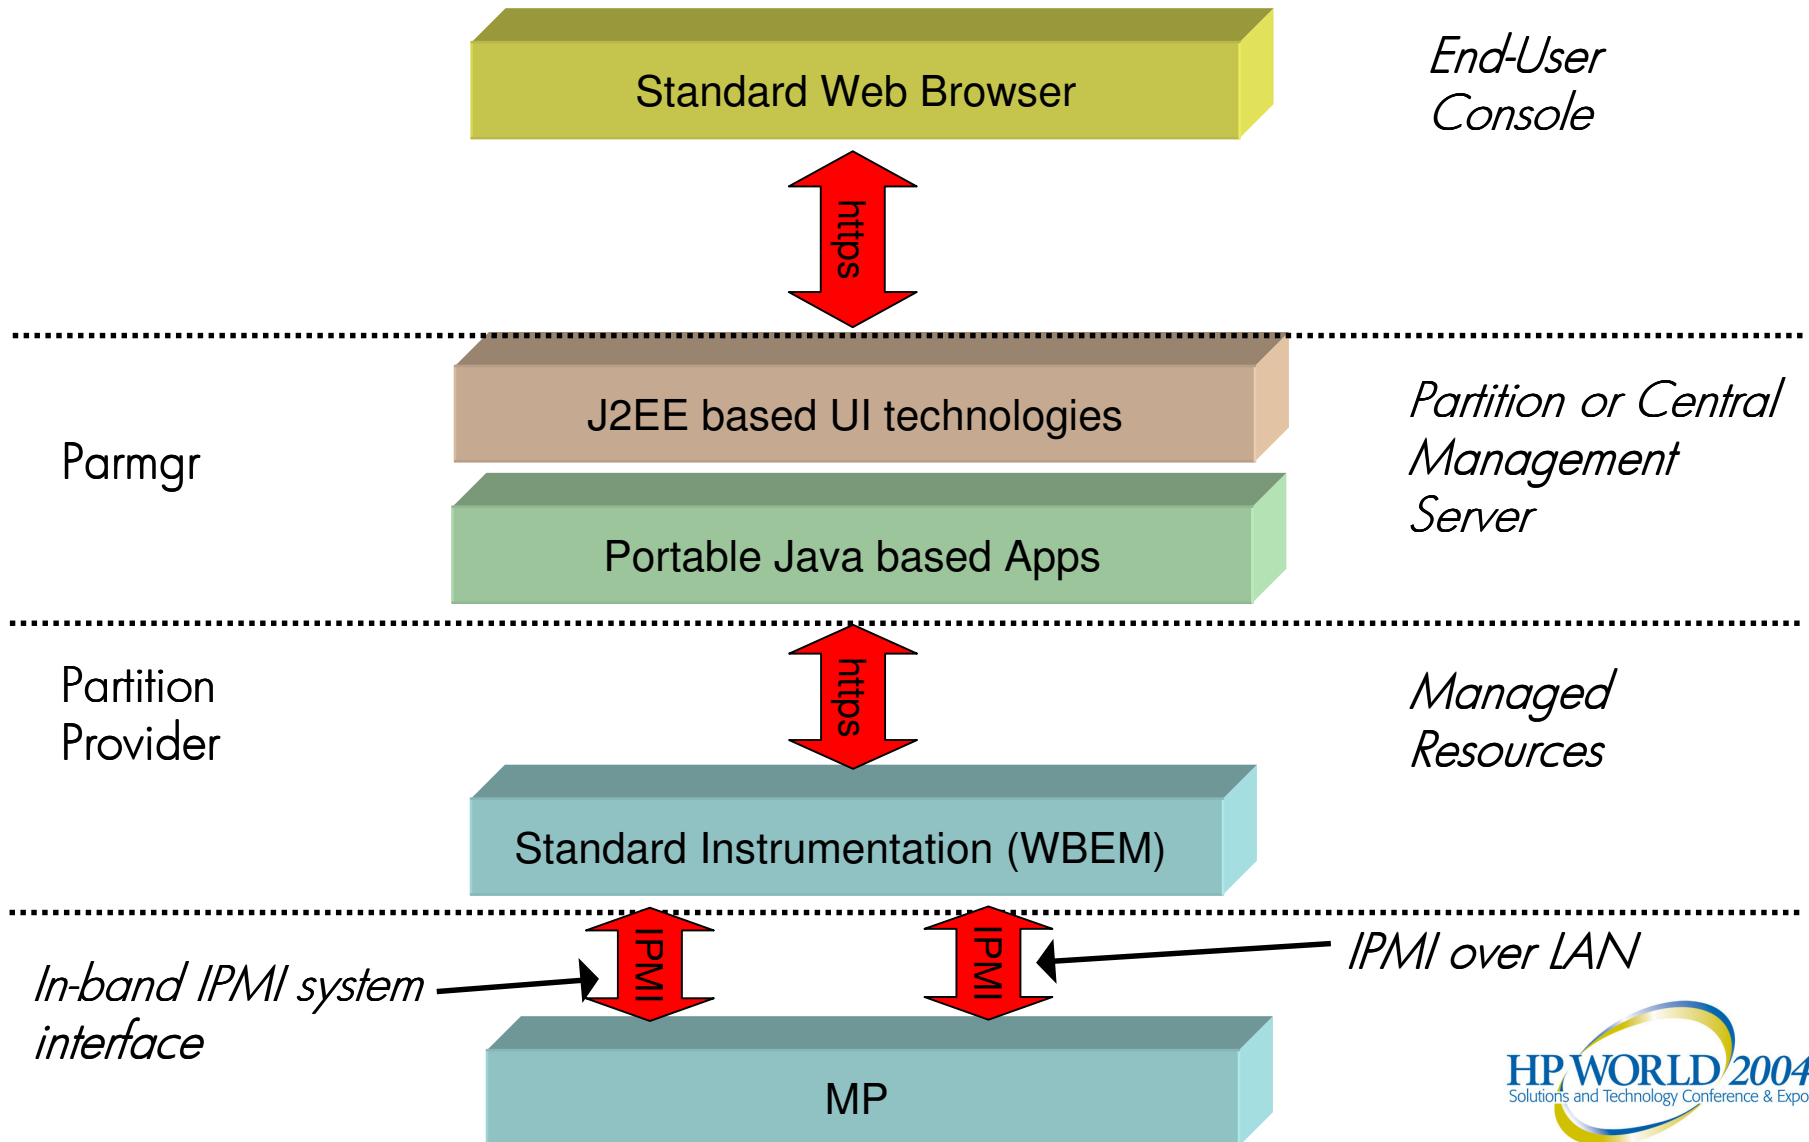 Standard Web Browser
End-User
Console
https
J2EE based UI technologies
Parmgr
Partition or Central
Management
Server
Portable Java based Apps
https
Partition
Provider
Managed
Resources
Standard Instrumentation (WBEM)
IPMI
IPMI
In-band IPMI system
interface
IPMI over LAN
MP
HP WORLD 2004
Solutions and Technology Conference & Expo